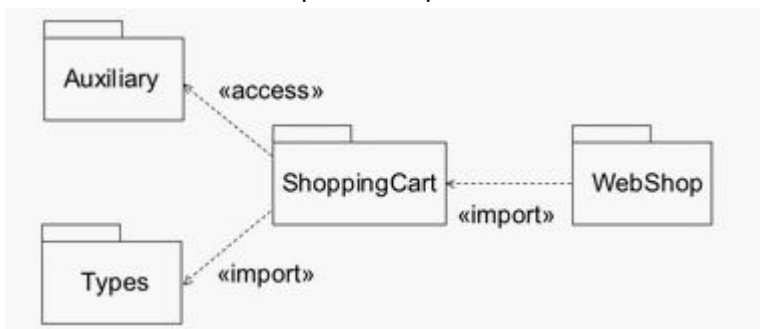 Auxiliary
«access»
ShoppingCart
WebShop
«import»
Types
«import»